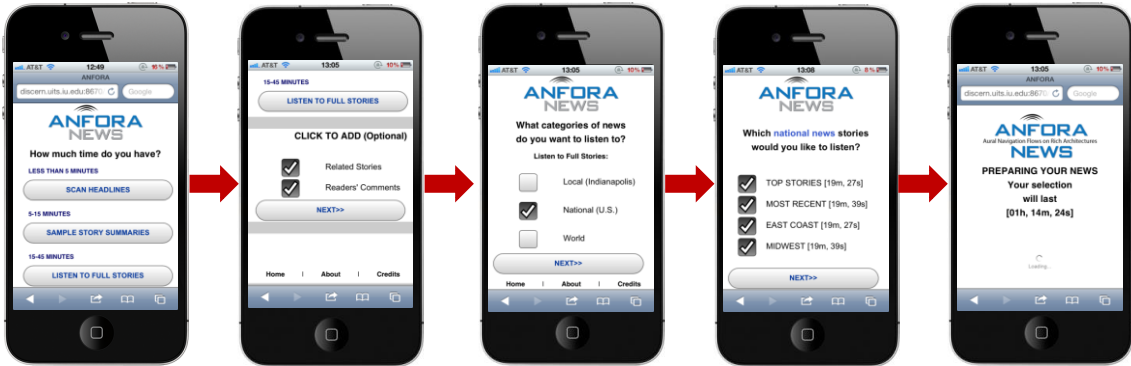 AT&T 12:49 16%
ANFORA
discern.uits.iu.edu:8670
Google
ANFORA
NEWS
How much time do you have?
LESS THAN 5 MINUTES
SCAN HEADLINES
5-15 MINUTES
SAMPLE STORY SUMMARIES
15-45 MINUTES
LISTEN TO FULL STORIES
AT&T 13:05 10%
15-45 MINUTES
LISTEN TO FULL STORIES
CLICK TO ADD (Optional)
Related Stories
Readers' Comments
NEXT>>
Home | About | Credits
AT&T 13:05 10%
ANFORA
NEWS
What categories of news
do you want to listen to?
Listen to Full Stories:
Local (Indianapolis)
National (U.S.)
World
NEXT>>
Home | About | Credits
AT&T 13:08 8%
ANFORA
NEWS
Which national news stories
would you like to listen?
TOP STORIES [19m, 27s]
MOST RECENT [19m, 39s]
EAST COAST [19m, 27s]
MIDWEST [19m, 39s]
NEXT>>
AT&T 13:05 10%
ANFORA
discern.uits.iu.edu:8670
Google
ANFORA
Aural Navigation Flows on Rich Architectures
NEWS
PREPARING YOUR NEWS
Your selection
will last
[01h, 14m, 24s]
Loading...